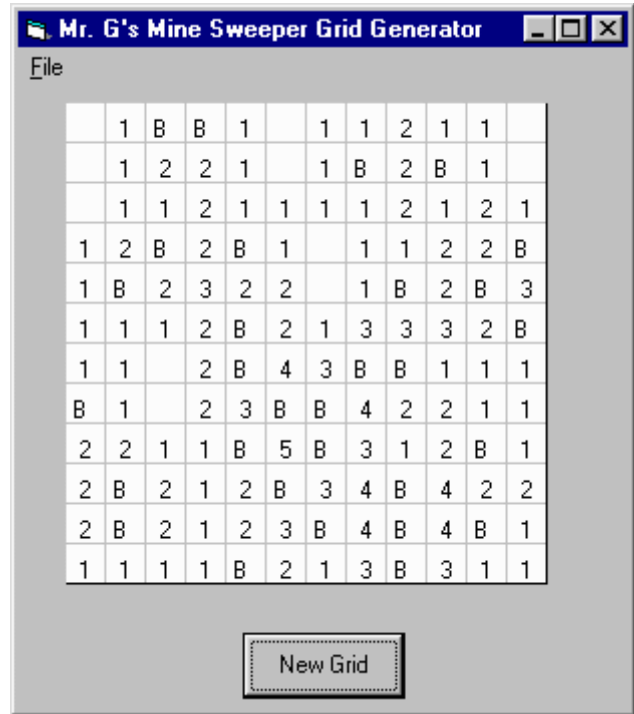 Mr. G's Mine Sweeper Grid Generator
File
1 B B 1 1 1 2 1 1
1 2 2 1 1 B 2 B 1
1 1 2 1 1 1 1 2 1 2 1
1 2 B 2 B 1 1 1 2 2 B
1 B 2 3 2 2 1 B 2 B 3
1 1 1 2 B 2 1 3 3 3 2 B
1 1 2 B 4 3 B B 1 1 1
B 1 2 3 B B 4 2 2 1 1
2 2 1 1 B 5 B 3 1 2 B 1
2 B 2 1 2 B 3 4 B 4 2 2
2 B 2 1 2 3 B 4 B 4 B 1
1 1 1 1 B 2 1 3 B 3 1 1
New Grid